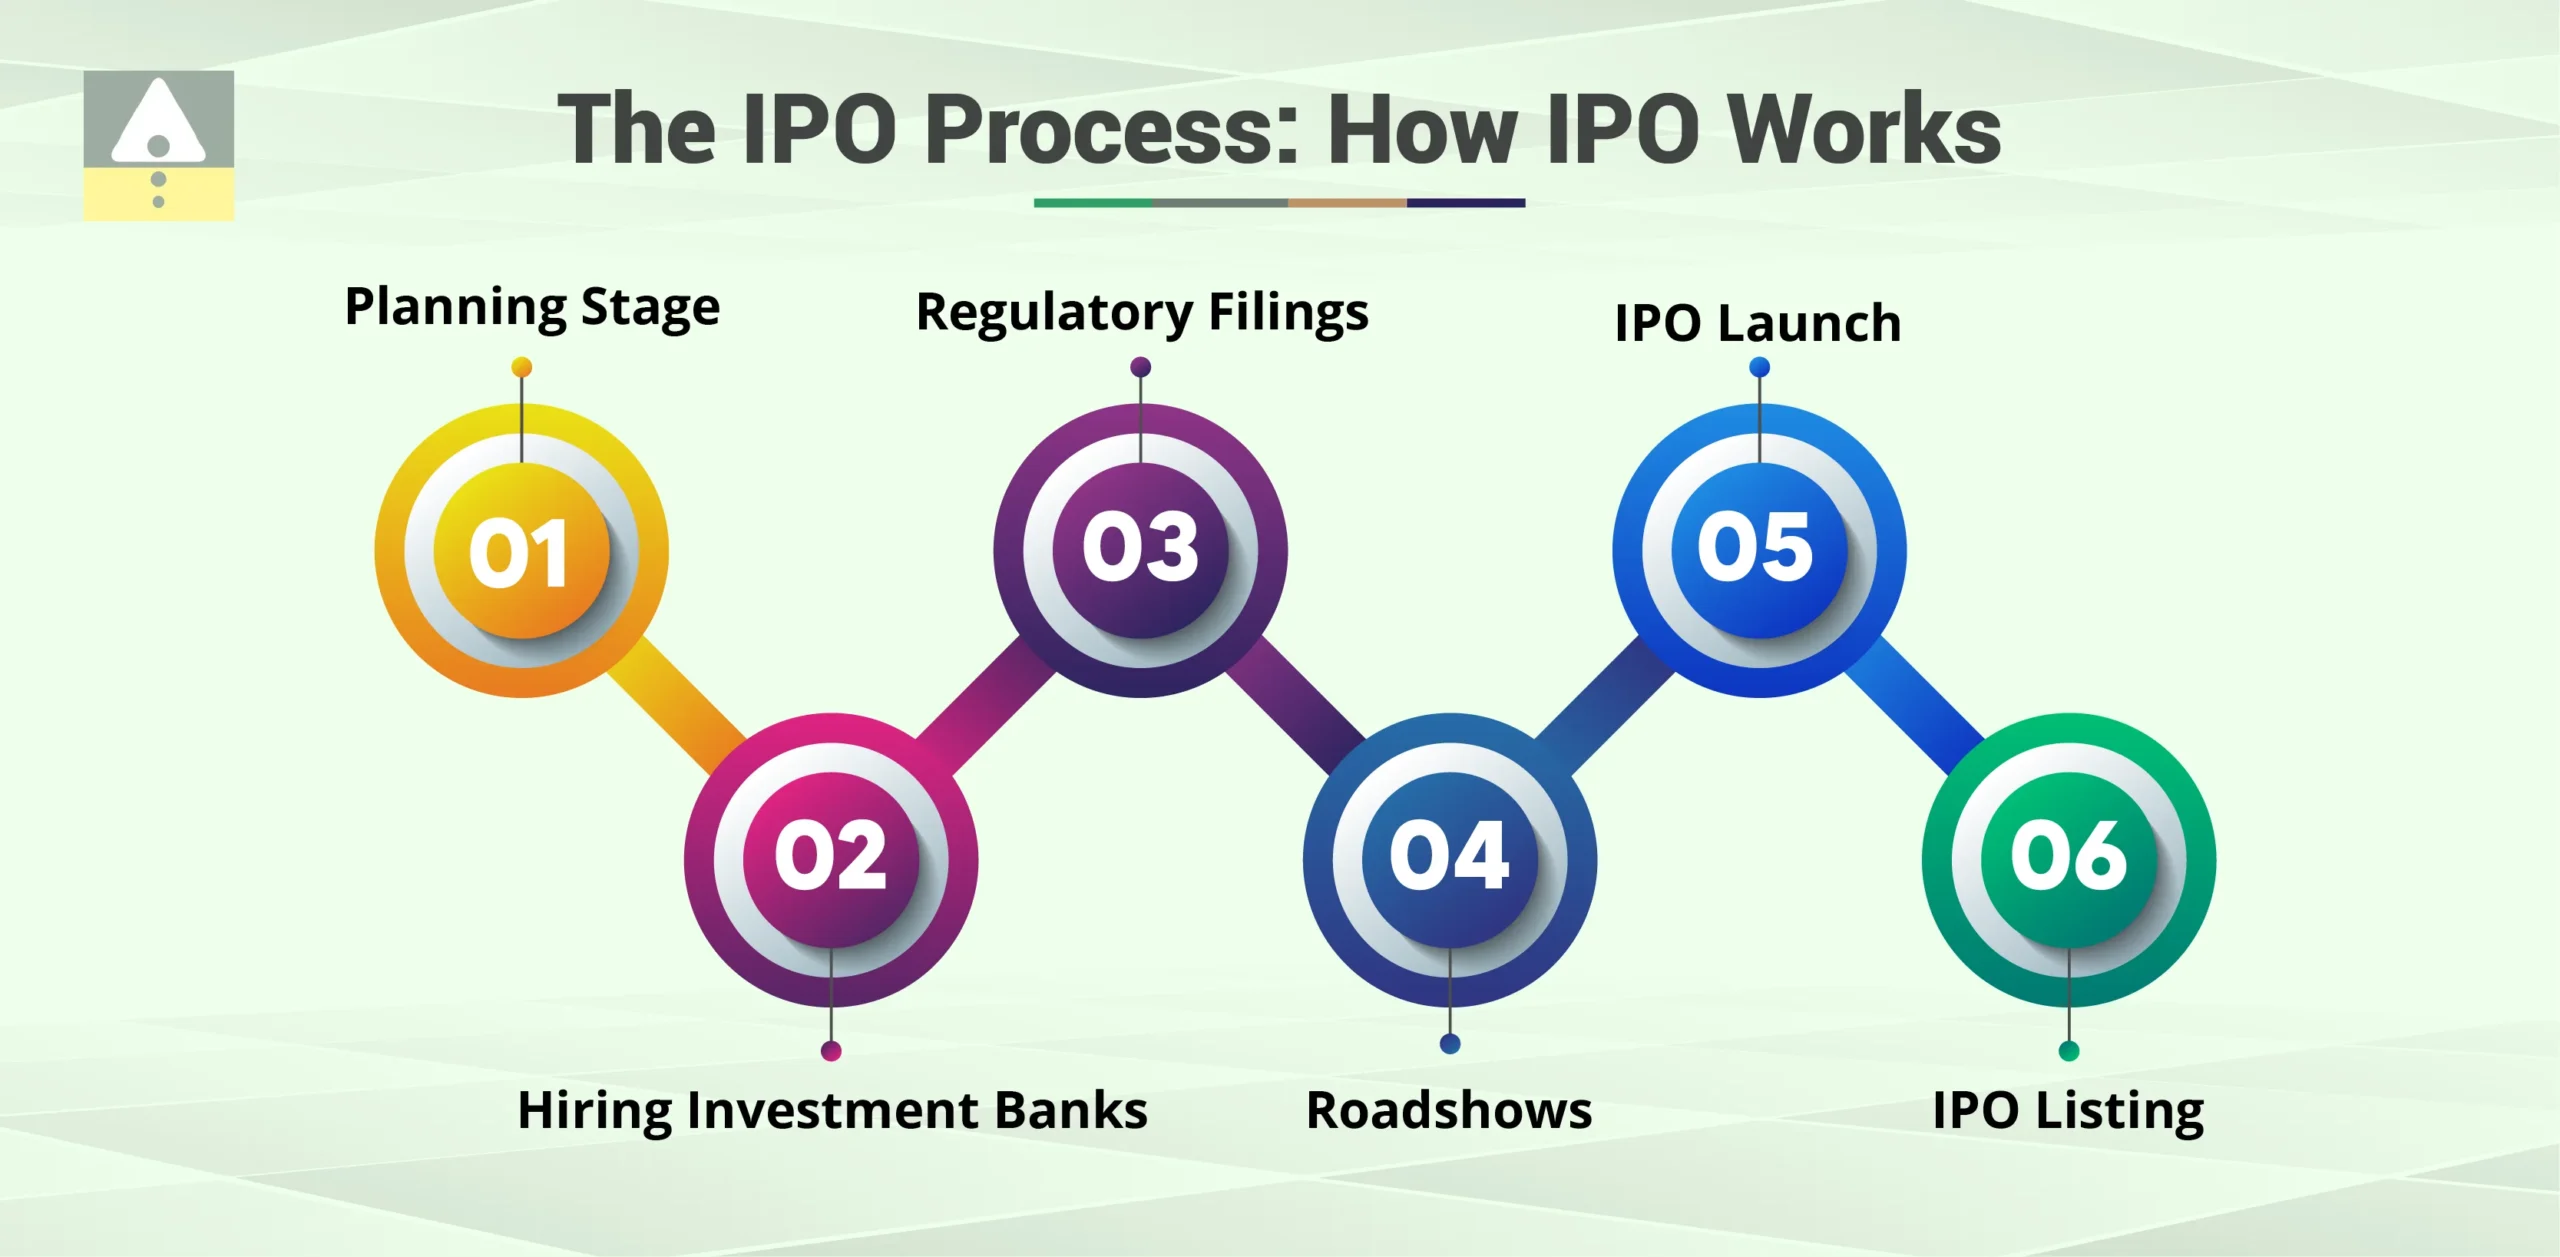 The IPO Process: How IPO Works
Planning Stage
01
Hiring Investment Banks
02
Regulatory Filings
03
Roadshows
04
IPO Launch
05
IPO Listing
06